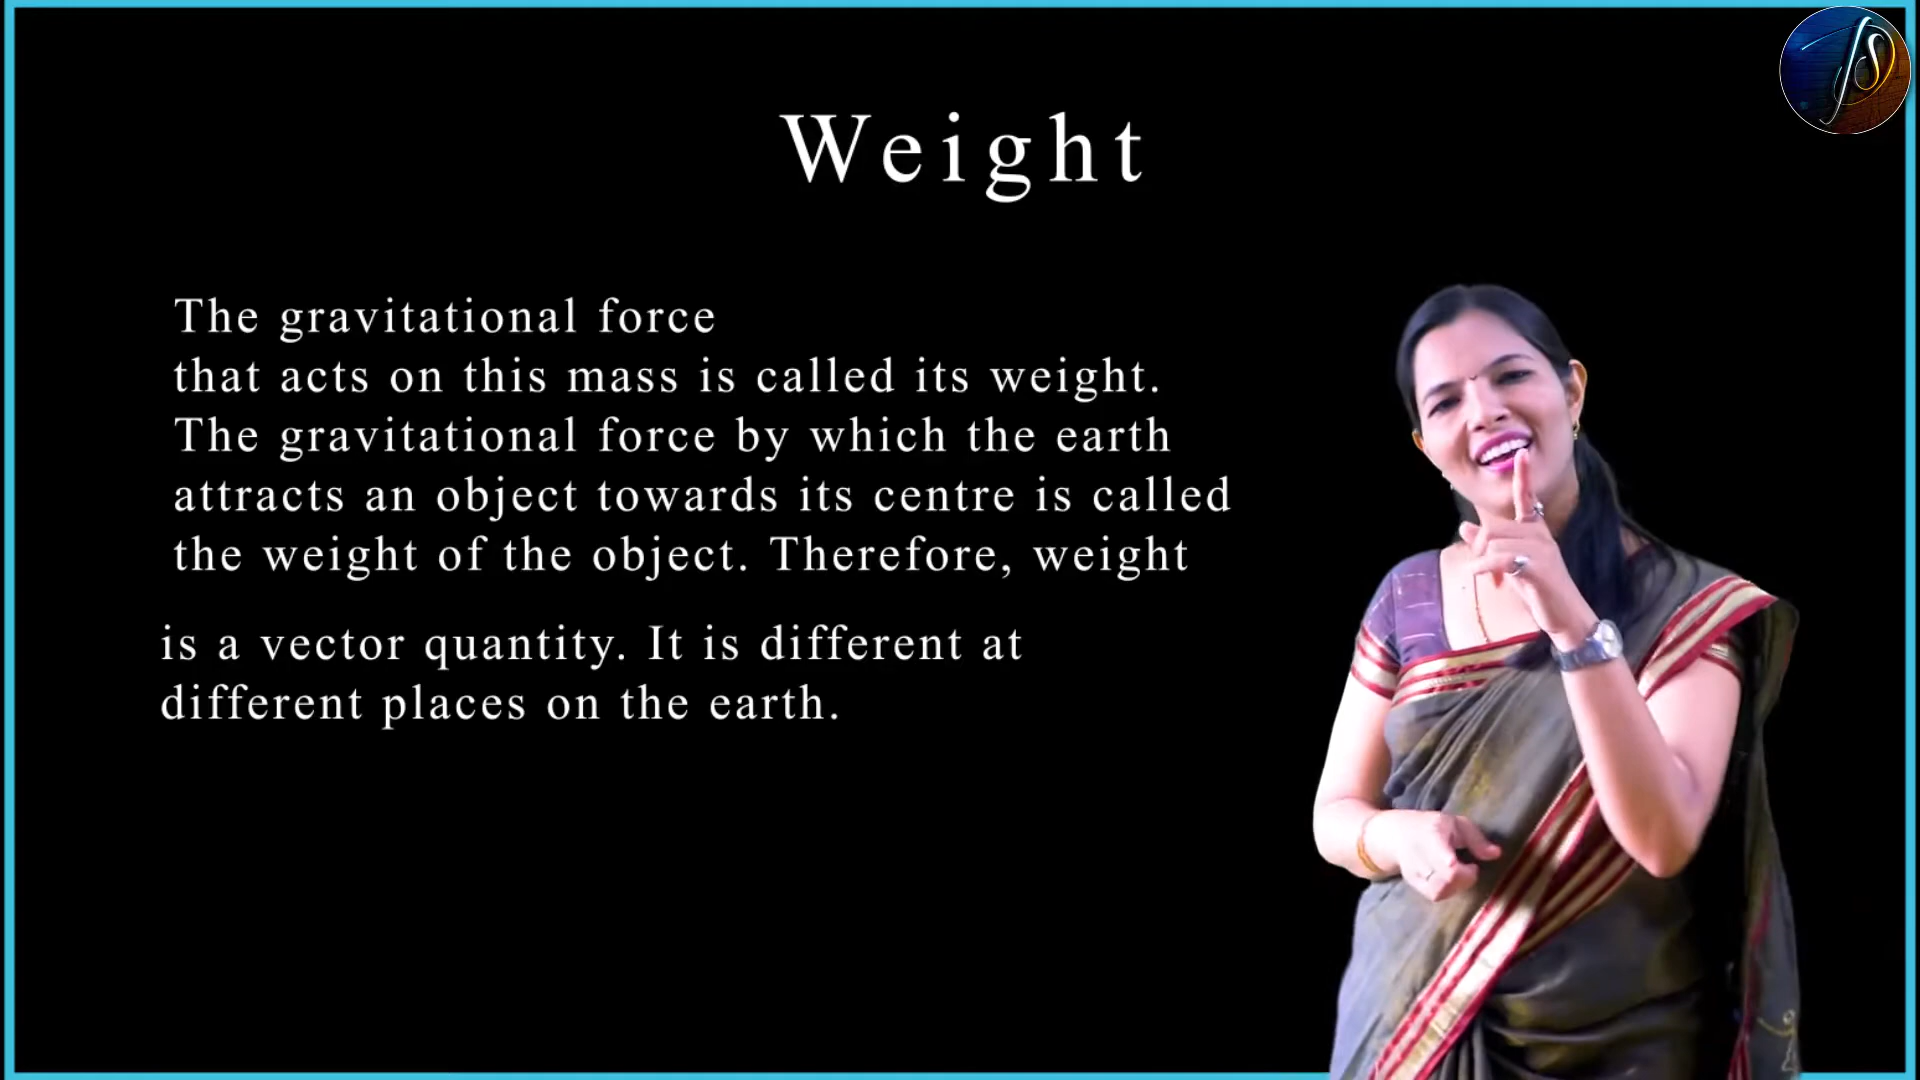 Weight
The gravitational force
that acts on this mass is called its weight.
The gravitational force by which the earth
attracts an object towards its centre is called
the weight of the object. Therefore, weight
is a vector quantity. It is different at
different places on the earth.